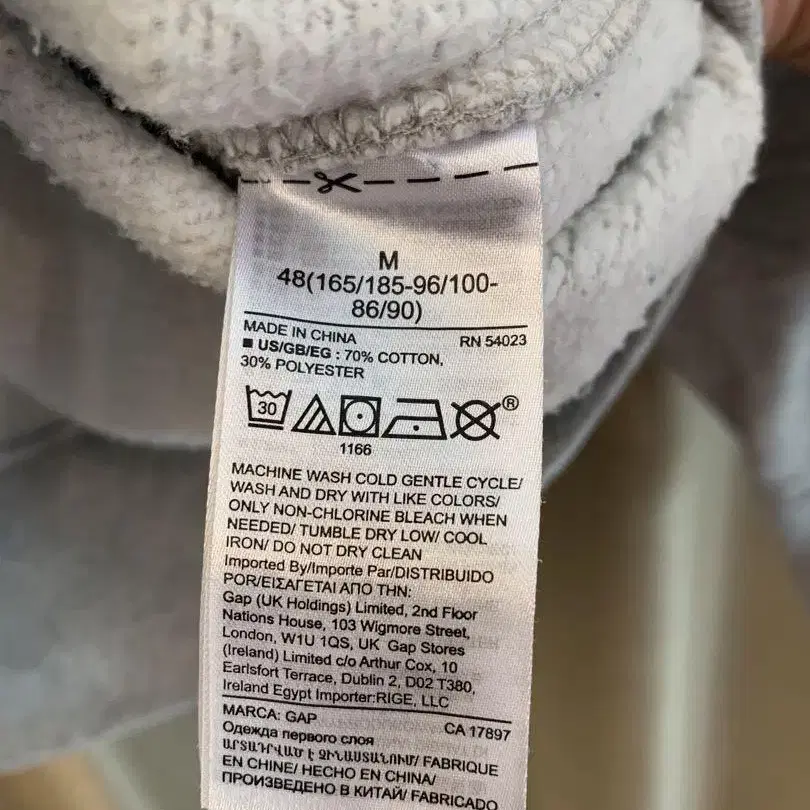 M
48(165/185-96/100-
86/90)
MADE IN CHINA RN 54023
■ US/GB/EG : 70% COTTON,
30% POLYESTER
30 ®
1166
MACHINE WASH COLD GENTLE CYCLE/
WASH AND DRY WITH LIKE COLORS/
ONLY NON-CHLORINE BLEACH WHEN
NEEDED/ TUMBLE DRY LOW/ COOL
IRON/ DO NOT DRY CLEAN
Imported By/Importe Par/DISTRIBUIDO
POR/ΕΙΣΑΓΕΤΑΙ ΑΠΟ ΤΗΝ:
Gap (UK Holdings) Limited, 2nd Floor
Nations House, 103 Wigmore Street,
London, W1U 1QS, UK Gap Stores
(Ireland) Limited c/o Arthur Cox, 10
Earlsfort Terrace, Dublin 2, D02 T380,
Ireland Egypt Importer:RIGE, LLC
MARCA: GAP CA 17897
Одежда первого слоя
ԱՐՏԱԴՐՎԱԾ Է ՉԻՆԱՍՏԱՆՈՒՄ/ FABRIQUE
EN CHINE/ HECHO EN CHINA/
ПРОИЗВЕДЕНО В КИТАЙ/ FABRICADO